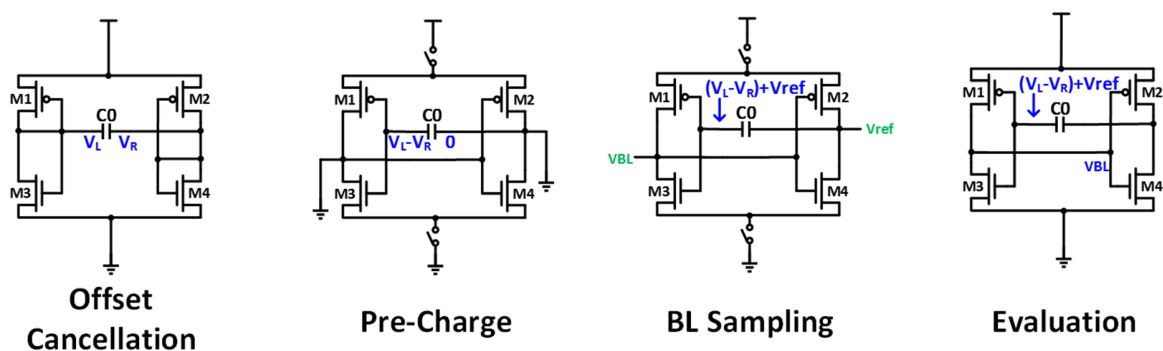 M1
M2
C0
VL
VR
M3
M4
Offset
Cancellation
M1
M2
C0
VL-VR
0
M3
M4
Pre-Charge
(VL-VR)+Vref
M1
M2
C0
Vref
VBL
M3
M4
BL Sampling
(VL-VR)+Vref
M1
M2
C0
VBL
M3
M4
Evaluation